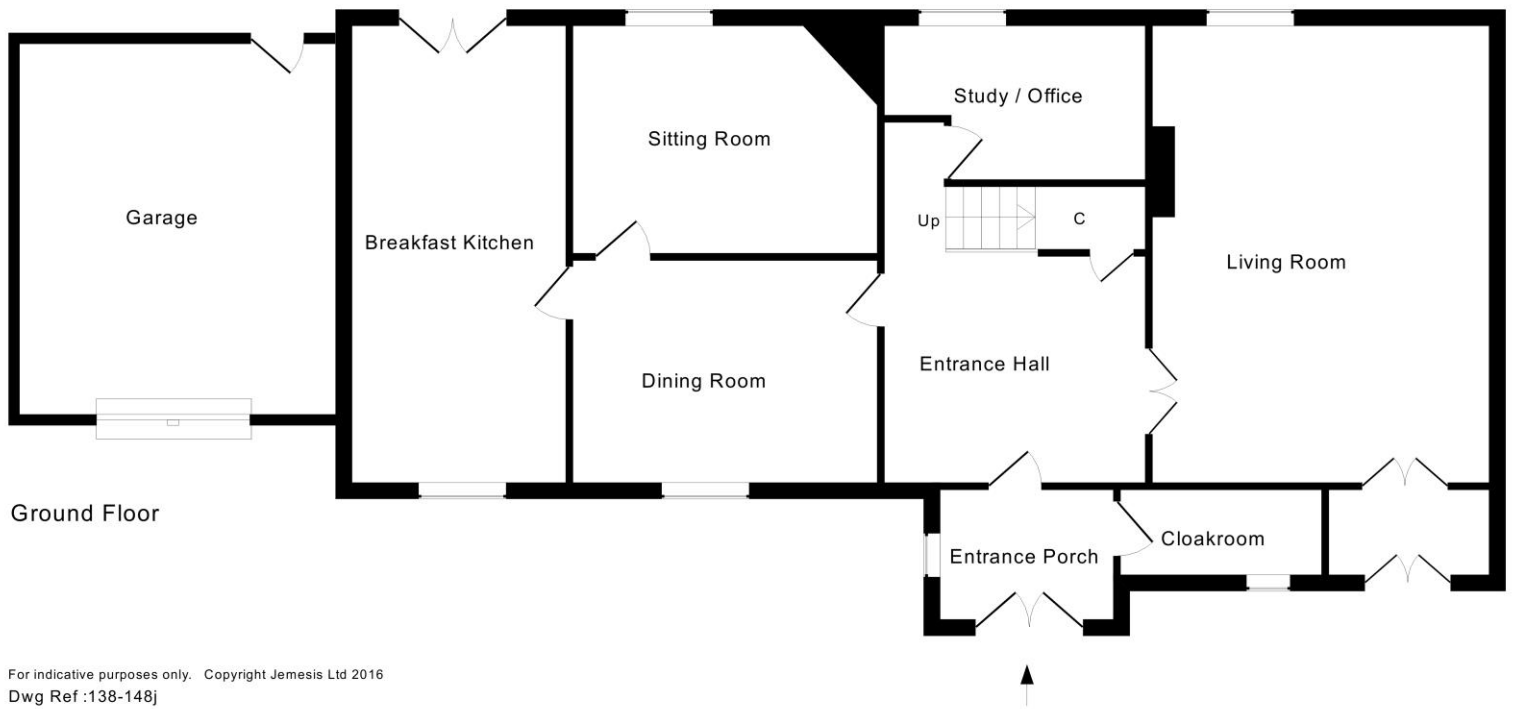 Study / Office
Sitting Room
Garage
Up
C
Breakfast Kitchen
Living Room
Entrance Hall
Dining Room
Ground Floor
Cloakroom
Entrance Porch
For indicative purposes only. Copyright Jemesis Ltd 2016
Dwg Ref :138-148j